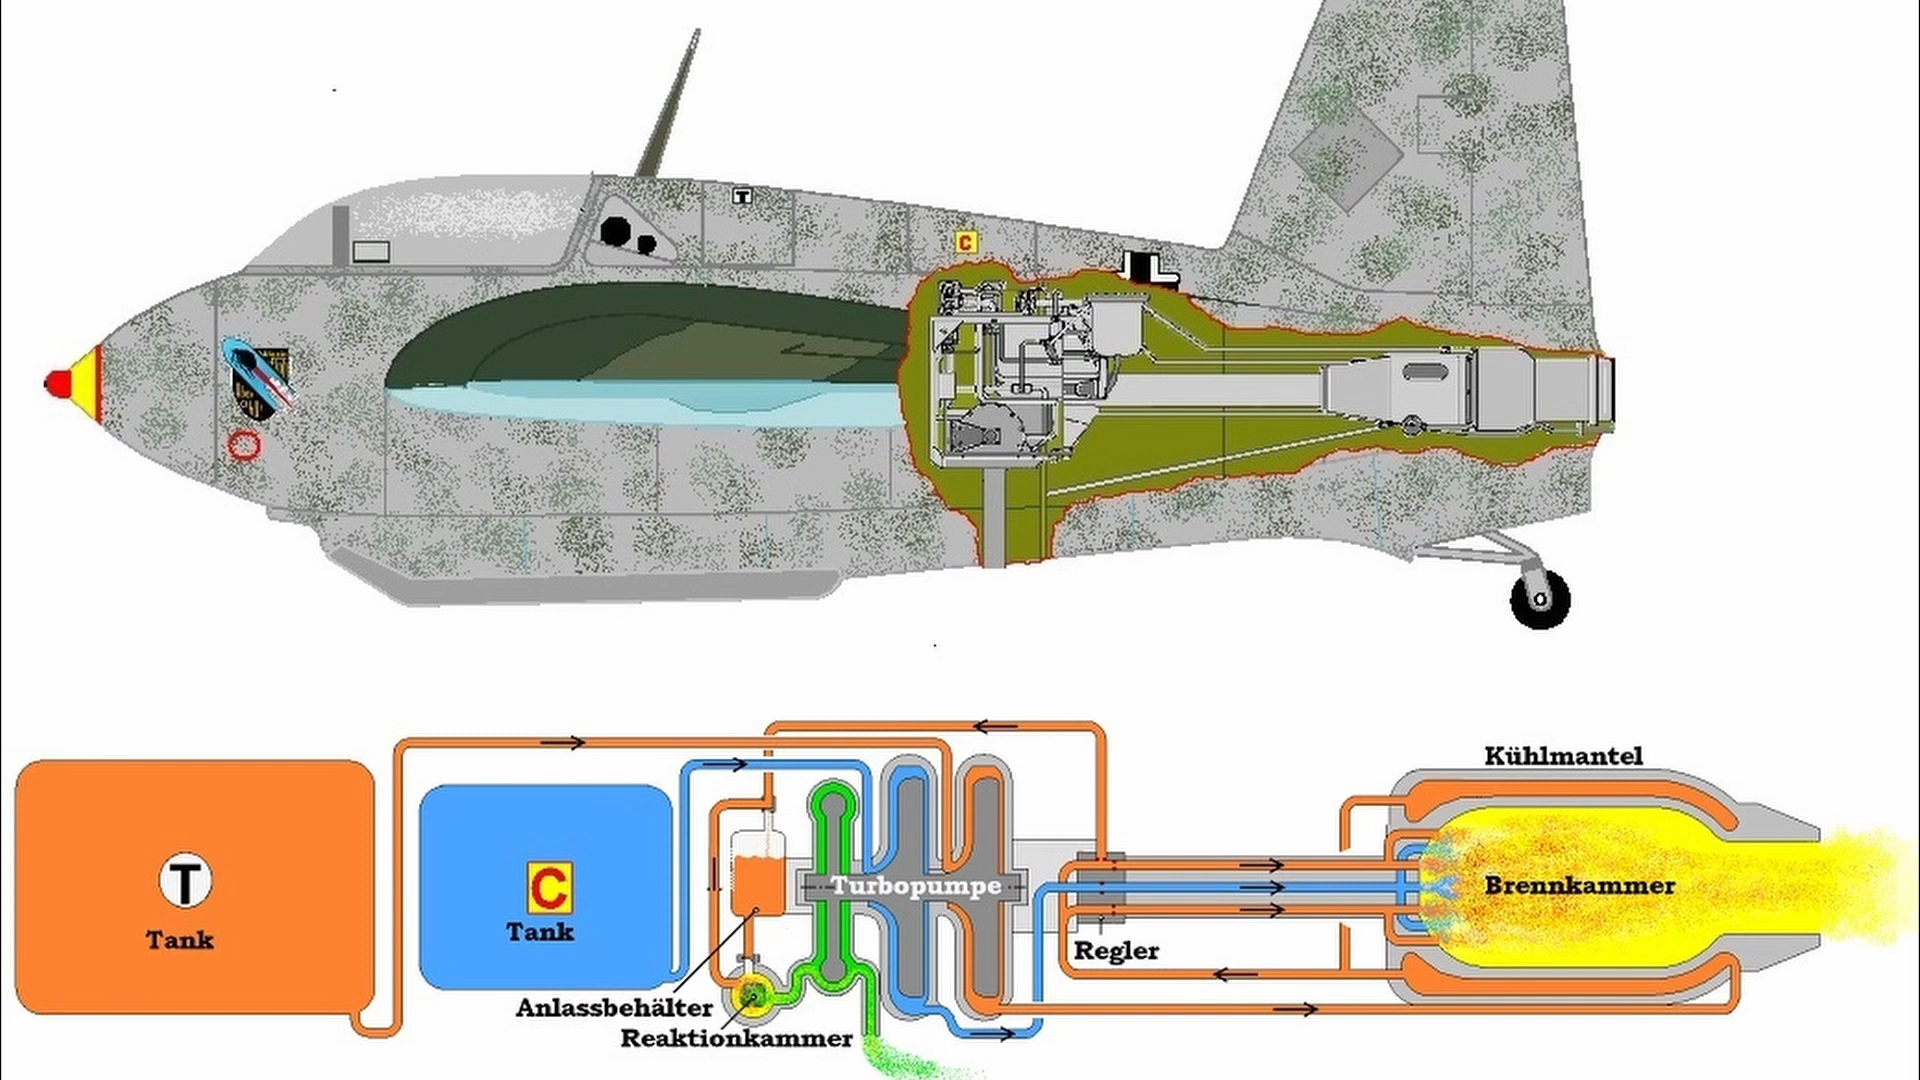 T
C
Kühlmantel
T
Tank
C
Tank
Turbopumpe
Brennkammer
Regler
Anlassbehälter
Reaktionkammer